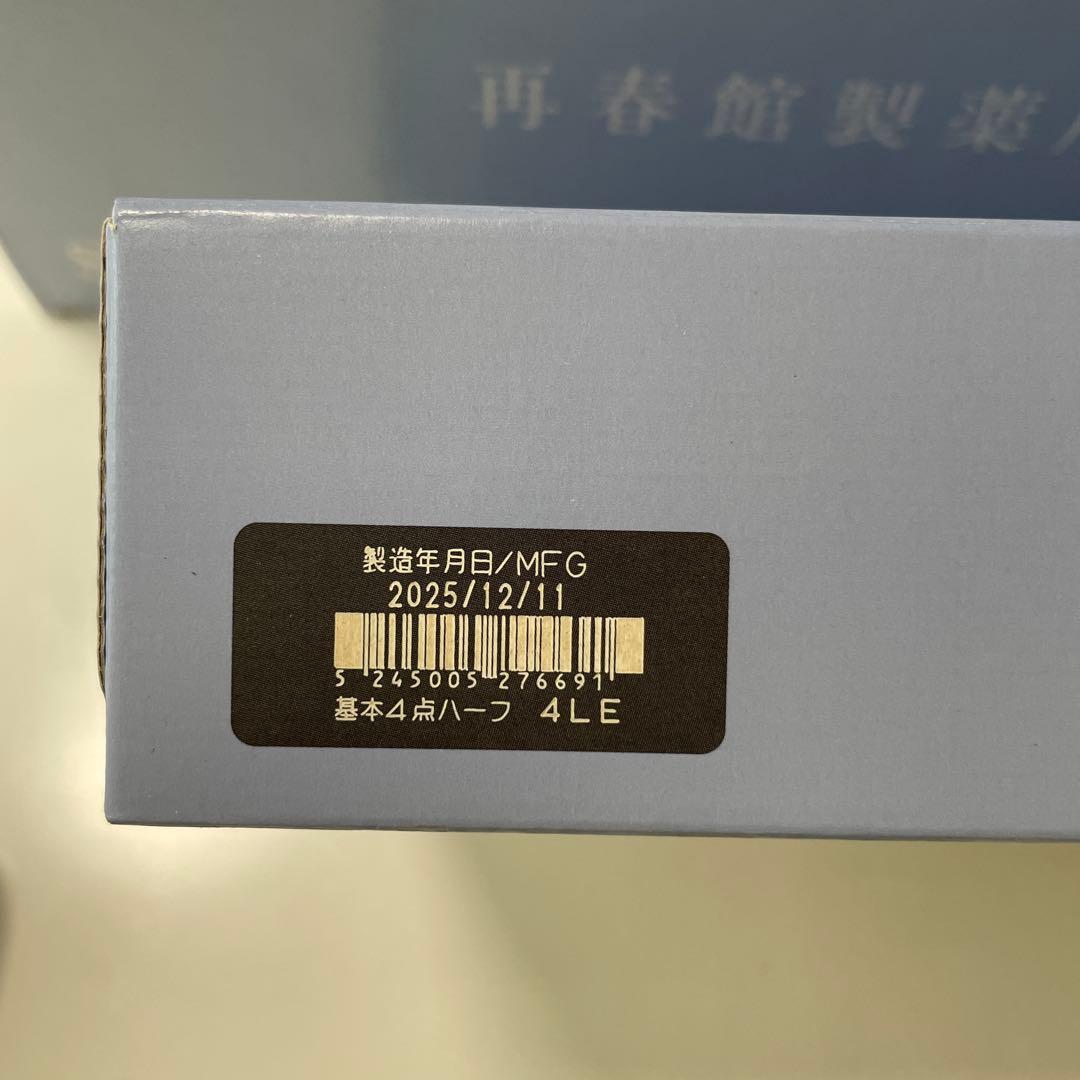 再春館製薬
製造年月日/MFG
2025/12/11
5 245005 276691
基本4点ハーフ 4LE